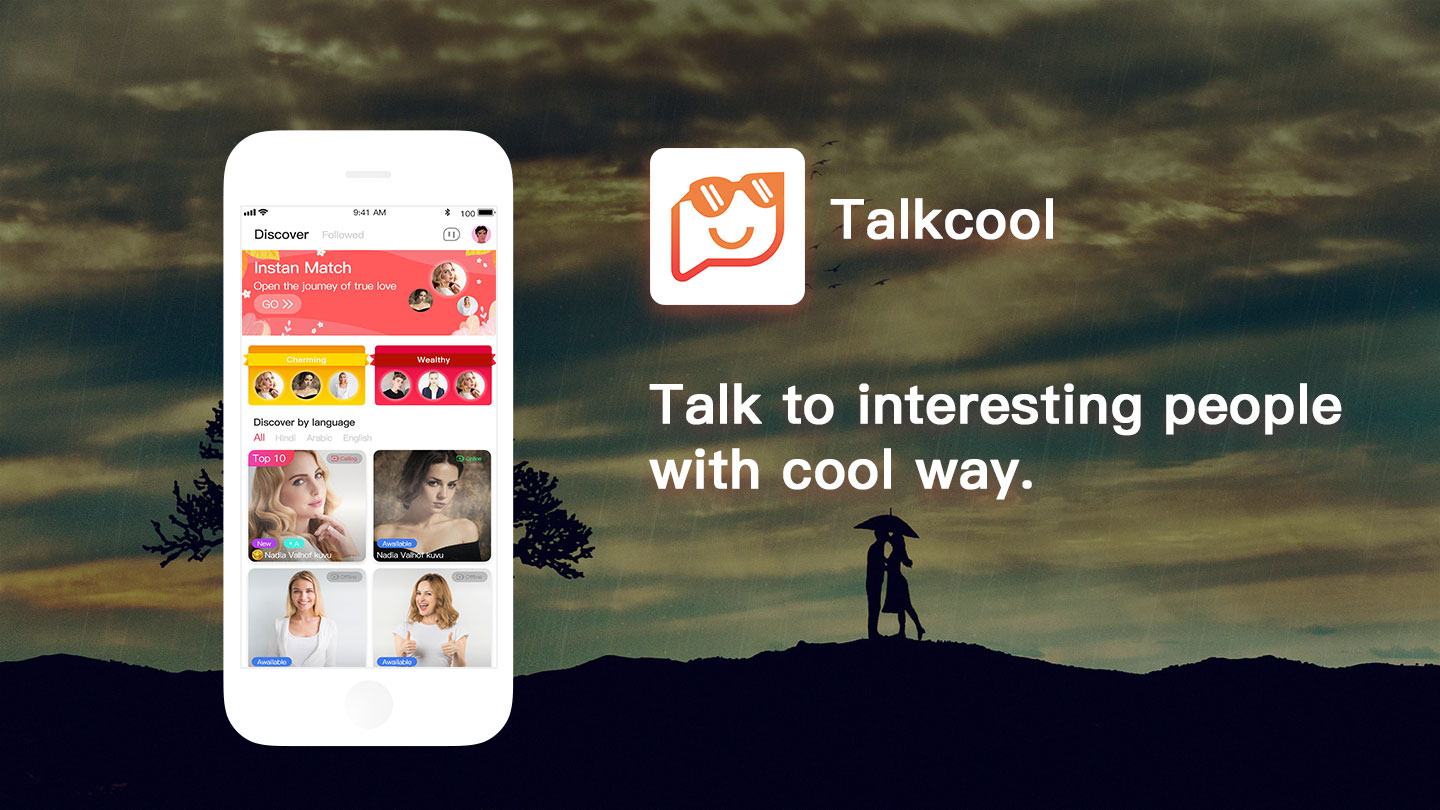 9:41 AM
100
Discover
Followed
Instan Match
Open the joumey of true love
GO
Charming
Wealthy
Discover by language
All
Hindi
Arabic
English
Top 10
Calling
Online
New
+ A
Nadia Valhof kuvu
Available
Nadia Valhof kuvu
Offline
Offline
Available
Available
Talkcool
Talk to interesting people
with cool way.